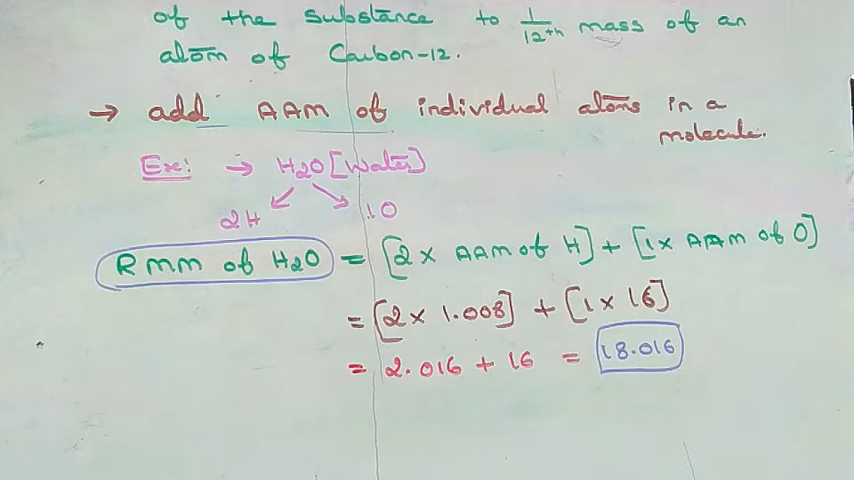 of the substance to 1/12th mass of an
atom of Carbon-12.
→ add AAM of individual atoms in a
molecule.
Ex: → H₂O [Water]
2H 1O
RMM of H₂O = [2 × AAM of H] + [1 × AAM of O]
= [2 × 1.008] + [1 × 16]
= 2.016 + 16 = 18.016